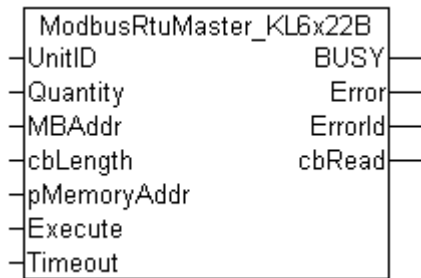 ModbusRtuMaster_KL6x22B
UnitID BUSY
Quantity Error
MBAddr ErrorId
cbLength cbRead
pMemoryAddr
Execute
Timeout